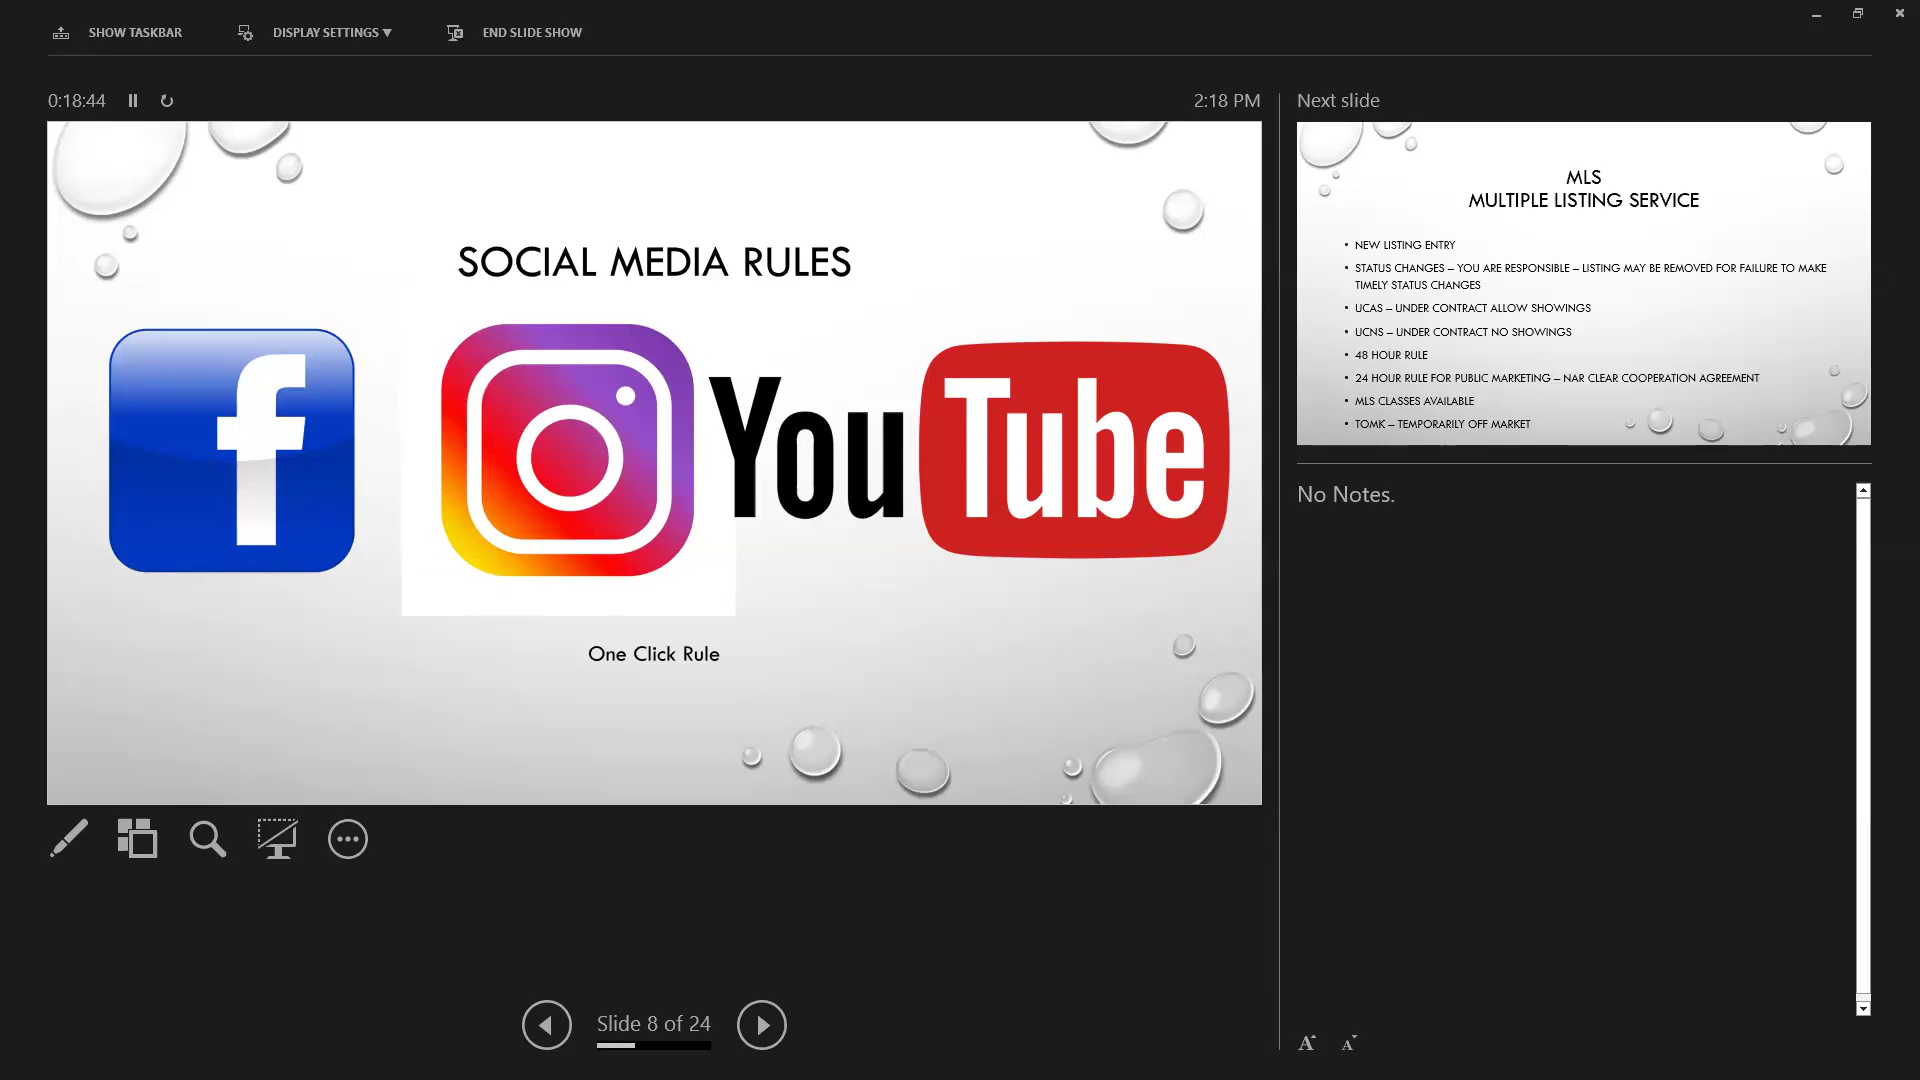 SHOW TASKBAR
DISPLAY SETTINGS ▼
END SLIDE SHOW
0:18:44
2:18 PM
Next slide
SOCIAL MEDIA RULES
f
YouTube
One Click Rule
MLS
MULTIPLE LISTING SERVICE
• NEW LISTING ENTRY
• STATUS CHANGES – YOU ARE RESPONSIBLE – LISTING MAY BE REMOVED FOR FAILURE TO MAKE
TIMELY STATUS CHANGES
• UCAS – UNDER CONTRACT ALLOW SHOWINGS
• UCNS – UNDER CONTRACT NO SHOWINGS
• 48 HOUR RULE
• 24 HOUR RULE FOR PUBLIC MARKETING – NAR CLEAR COOPERATION AGREEMENT
• MLS CLASSES AVAILABLE
• TOMK – TEMPORARILY OFF MARKET
No Notes.
Slide 8 of 24
A A